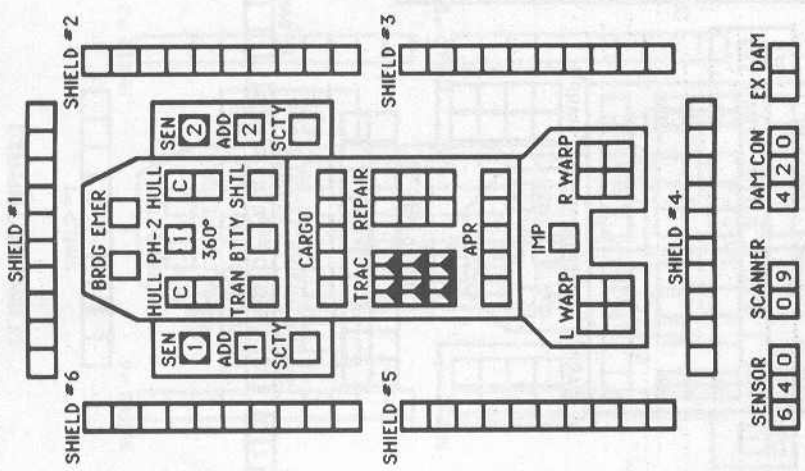 SHIELD #1
SHIELD #6
SHIELD #2
BRDG EMER
HULL PH-2 HULL
C 1 C
360°
TRAN BTTY SHTL
SEN
1
ADD
1
SCTY
SEN
2
ADD
2
SCTY
CARGO
TRAC REPAIR
APR
IMP
L WARP R WARP
SHIELD #5
SHIELD #3
SHIELD #4
SENSOR
6 4 0
SCANNER
0 9
DAM CON
4 2 0
EX DAM